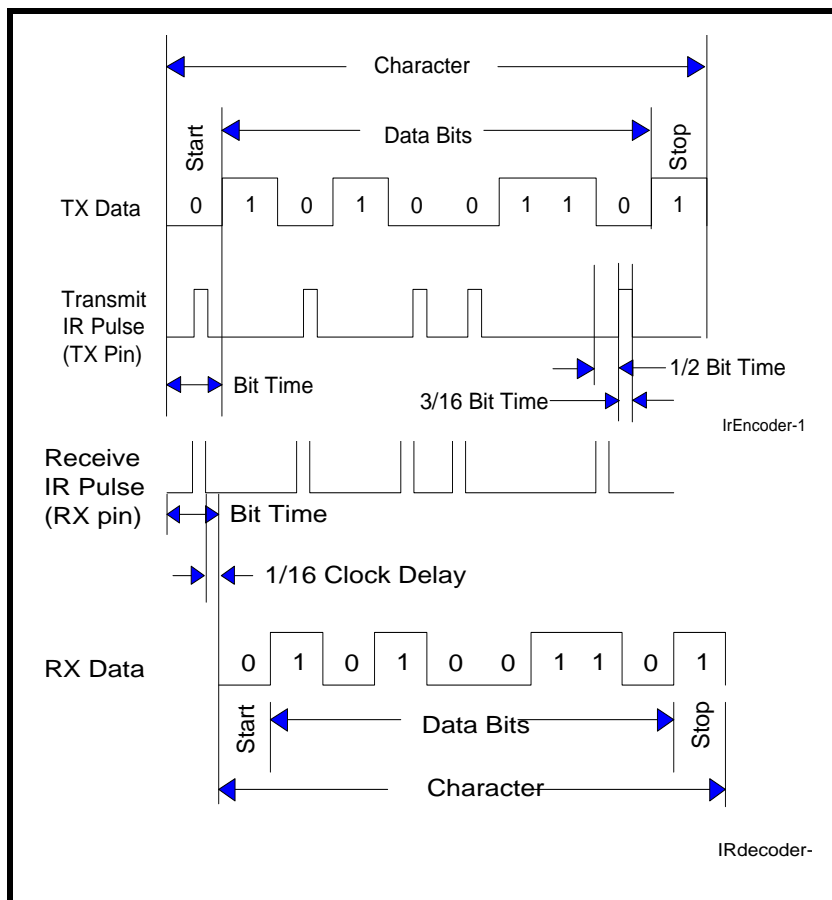 Character
Start
Data Bits
Stop
TX Data
0 1 0 1 0 0 1 1 0 1
Transmit
IR Pulse
(TX Pin)
Bit Time
1/2 Bit Time
3/16 Bit Time
IrEncoder-1
Receive
IR Pulse
(RX pin)
Bit Time
1/16 Clock Delay
RX Data
0 1 0 1 0 0 1 1 0 1
Start
Data Bits
Stop
Character
IRdecoder-